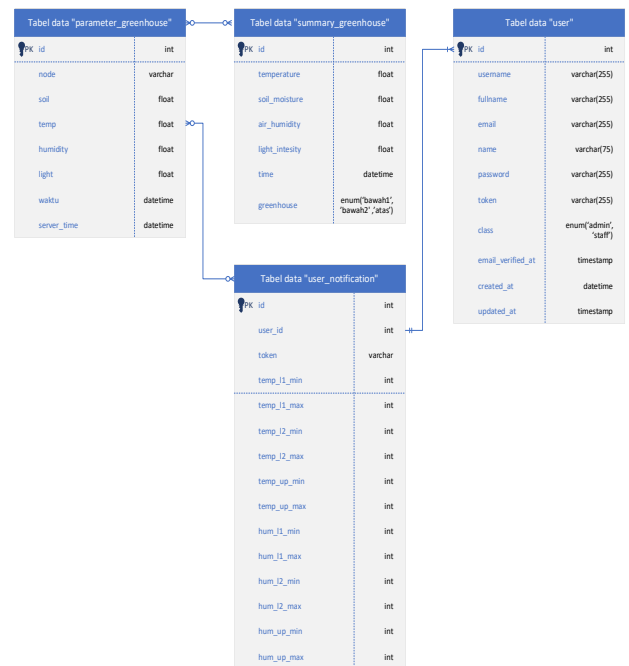 Tabel data "parameter_greenhouse"
PK id int
node varchar
soil float
temp float
humidity float
light float
waktu datetime
server_time datetime
Tabel data "summary_greenhouse"
PK id int
temperature float
soil_moisture float
air_humidity float
light_intesity float
time datetime
greenhouse enum('bawah1',
'bawah2' ,'atas')
Tabel data "user"
PK id int
username varchar(255)
fullname varchar(255)
email varchar(255)
name varchar(75)
password varchar(255)
token varchar(255)
class enum('admin',
'staff')
email_verified_at timestamp
created_at datetime
updated_at timestamp
Tabel data "user_notification"
PK id int
user_id int
token varchar
temp_l1_min int
temp_l1_max int
temp_l2_min int
temp_l2_max int
temp_up_min int
temp_up_max int
hum_l1_min int
hum_l1_max int
hum_l2_min int
hum_l2_max int
hum_up_min int
hum_up_max int